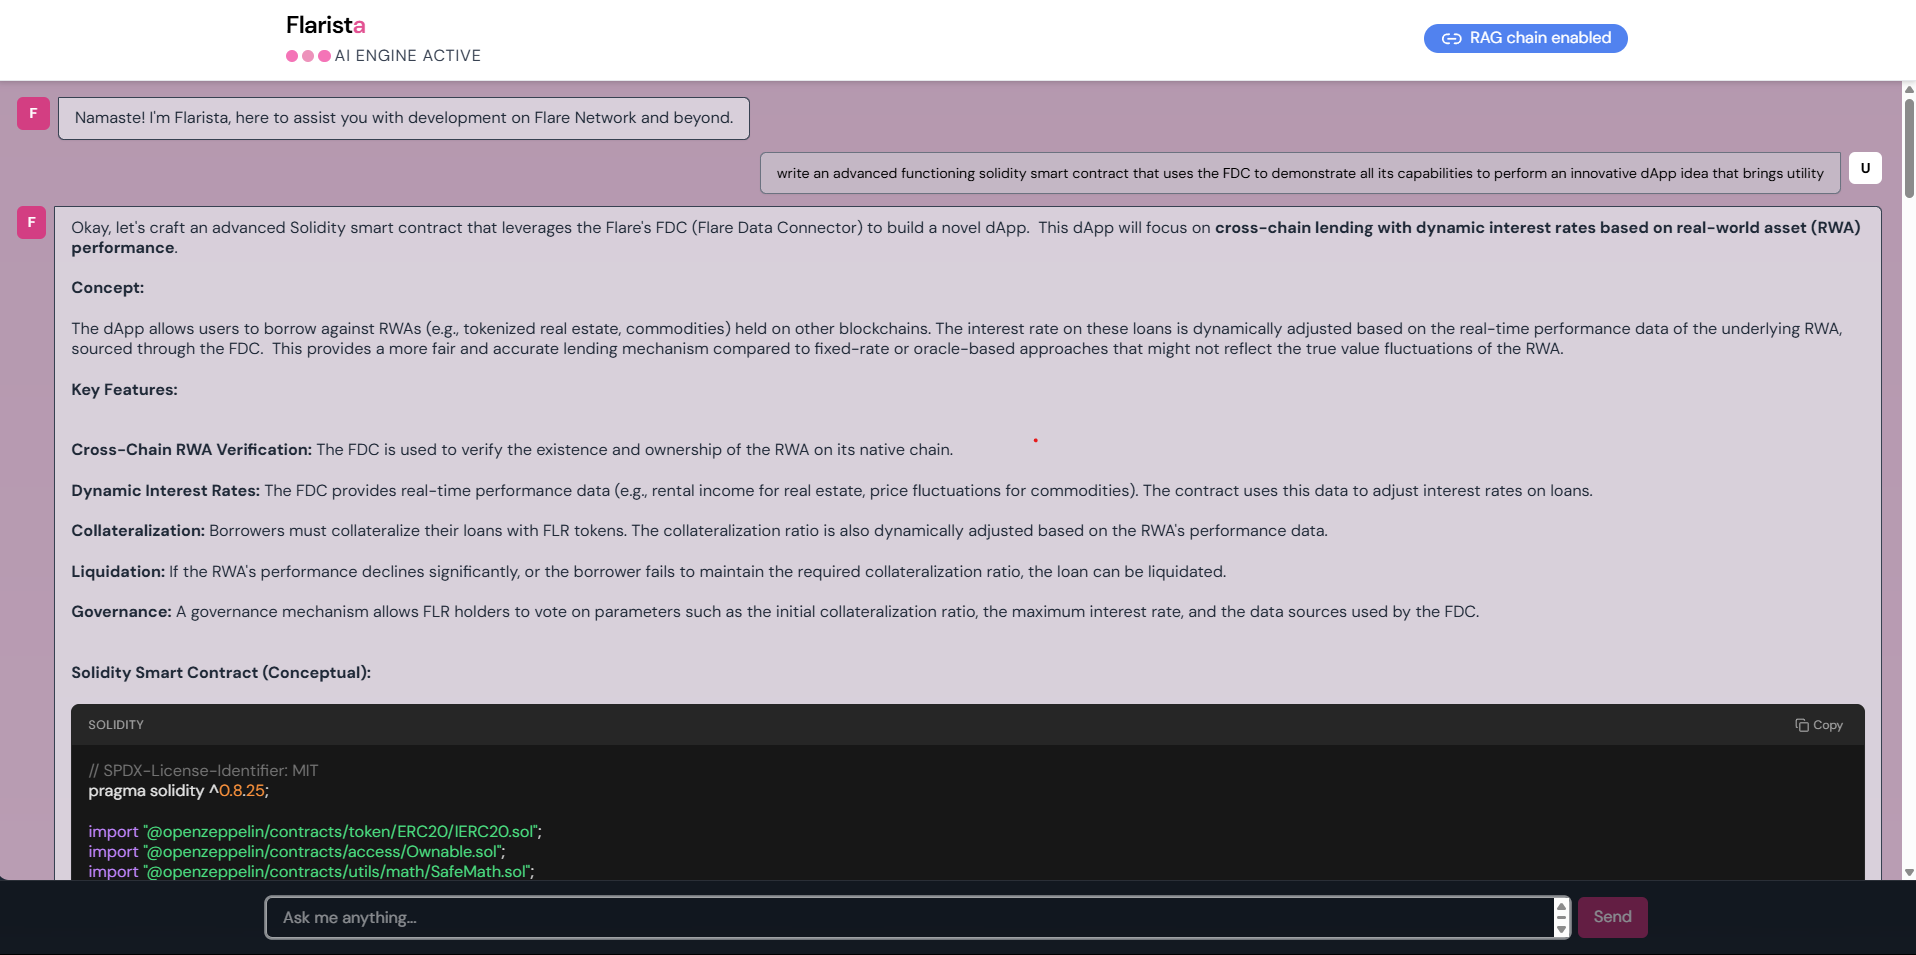 Flarista
AI ENGINE ACTIVE
RAG chain enabled
F
Namaste! I'm Flarista, here to assist you with development on Flare Network and beyond.
write an advanced functioning solidity smart contract that uses the FDC to demonstrate all its capabilities to perform an innovative dApp idea that brings utility
U
F
Okay, let's craft an advanced Solidity smart contract that leverages the Flare's FDC (Flare Data Connector) to build a novel dApp.  This dApp will focus on cross-chain lending with dynamic interest rates based on real-world asset (RWA)
performance.
Concept:
The dApp allows users to borrow against RWAs (e.g., tokenized real estate, commodities) held on other blockchains. The interest rate on these loans is dynamically adjusted based on the real-time performance data of the underlying RWA,
sourced through the FDC.  This provides a more fair and accurate lending mechanism compared to fixed-rate or oracle-based approaches that might not reflect the true value fluctuations of the RWA.
Key Features:
Cross-Chain RWA Verification: The FDC is used to verify the existence and ownership of the RWA on its native chain.
Dynamic Interest Rates: The FDC provides real-time performance data (e.g., rental income for real estate, price fluctuations for commodities). The contract uses this data to adjust interest rates on loans.
Collateralization: Borrowers must collateralize their loans with FLR tokens. The collateralization ratio is also dynamically adjusted based on the RWA's performance data.
Liquidation: If the RWA's performance declines significantly, or the borrower fails to maintain the required collateralization ratio, the loan can be liquidated.
Governance: A governance mechanism allows FLR holders to vote on parameters such as the initial collateralization ratio, the maximum interest rate, and the data sources used by the FDC.
Solidity Smart Contract (Conceptual):
SOLIDITY
Copy
// SPDX-License-Identifier: MIT
pragma solidity ^0.8.25;
import "@openzeppelin/contracts/token/ERC20/IERC20.sol";
import "@openzeppelin/contracts/access/Ownable.sol";
import "@openzeppelin/contracts/utils/math/SafeMath.sol";
Ask me anything...
Send